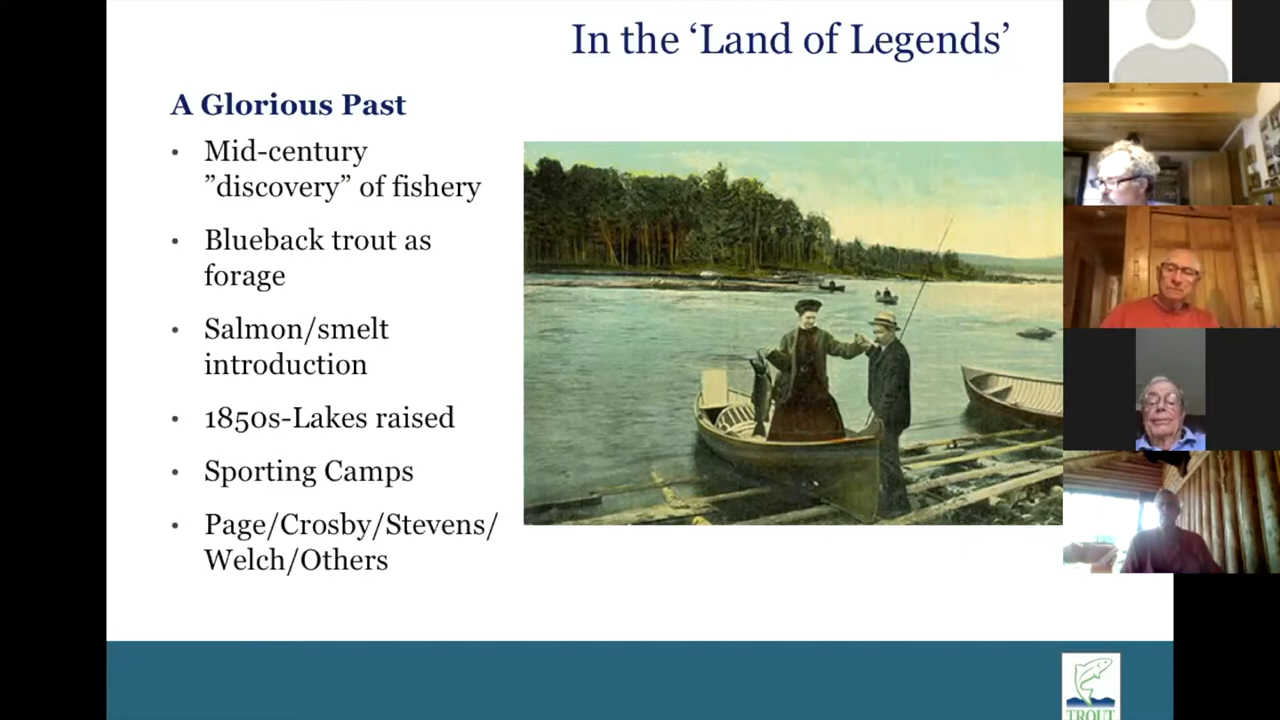 In the ‘Land of Legends’
A Glorious Past
• Mid-century
”discovery” of fishery
• Blueback trout as
forage
• Salmon/smelt
introduction
• 1850s-Lakes raised
• Sporting Camps
• Page/Crosby/Stevens/
Welch/Others
TROUT